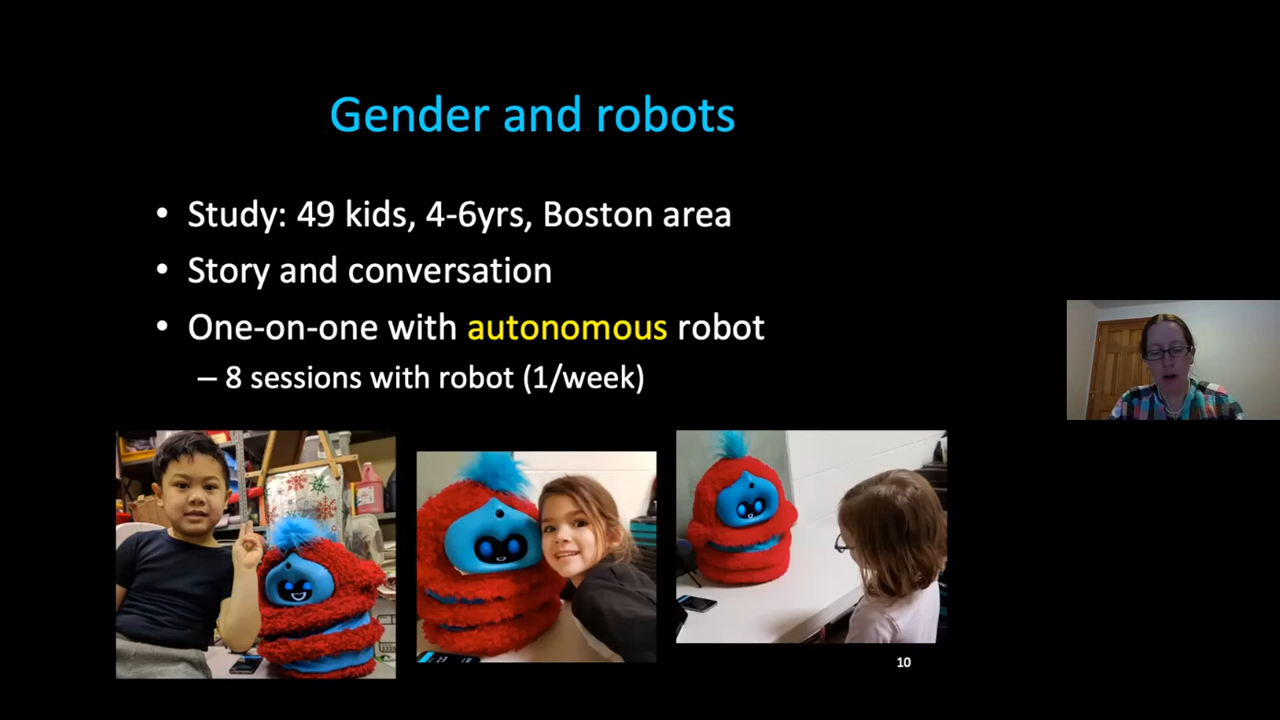 Gender and robots
• Study: 49 kids, 4-6yrs, Boston area
• Story and conversation
• One-on-one with autonomous robot
– 8 sessions with robot (1/week)
10